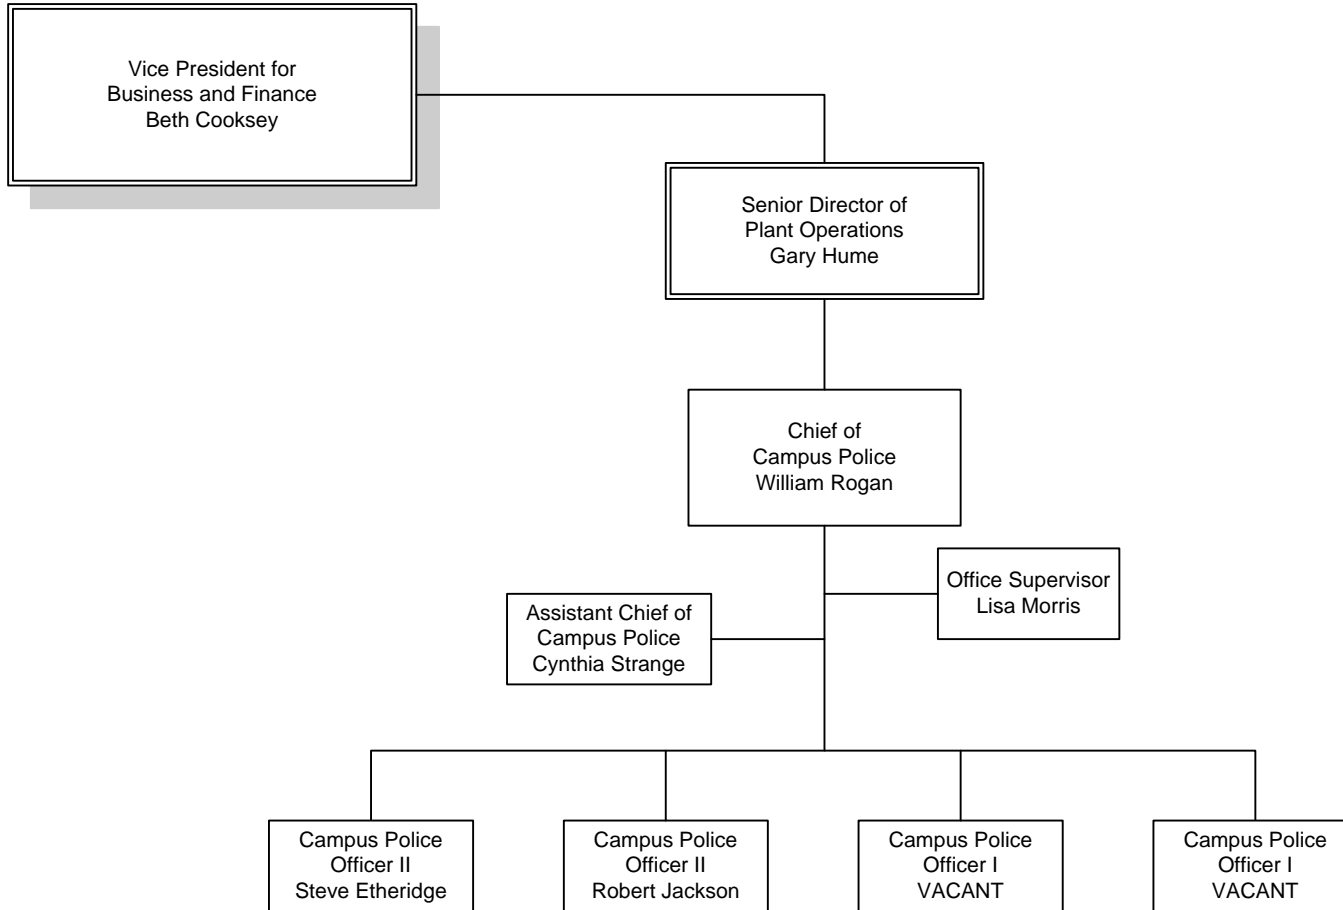 Vice President for
Business and Finance
Beth Cooksey
Senior Director of
Plant Operations
Gary Hume
Chief of
Campus Police
William Rogan
Office Supervisor
Lisa Morris
Assistant Chief of
Campus Police
Cynthia Strange
Campus Police
Officer II
Steve Etheridge
Campus Police
Officer II
Robert Jackson
Campus Police
Officer I
VACANT
Campus Police
Officer I
VACANT